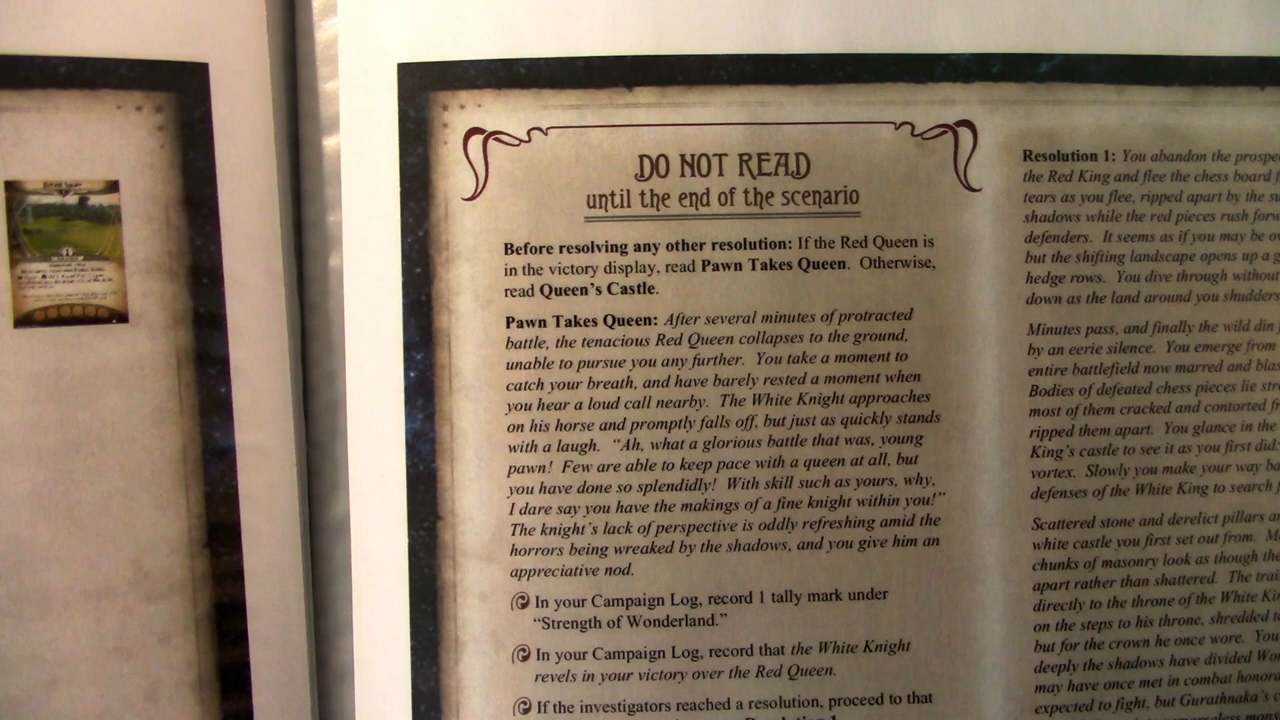 DO NOT READ
until the end of the scenario
Before resolving any other resolution: If the Red Queen is
in the victory display, read Pawn Takes Queen. Otherwise,
read Queen's Castle.
Pawn Takes Queen: After several minutes of protracted
battle, the tenacious Red Queen collapses to the ground,
unable to pursue you any further. You take a moment to
catch your breath, and have barely rested a moment when
you hear a loud call nearby. The White Knight approaches
on his horse and promptly falls off, but just as quickly stands
with a laugh. “Ah, what a glorious battle that was, young
pawn! Few are able to keep pace with a queen at all, but
you have done so splendidly! With skill such as yours, why,
I dare say you have the makings of a fine knight within you!”
The knight's lack of perspective is oddly refreshing amid the
horrors being wreaked by the shadows, and you give him an
appreciative nod.
In your Campaign Log, record 1 tally mark under
“Strength of Wonderland.”
In your Campaign Log, record that the White Knight
revels in your victory over the Red Queen.
If the investigators reached a resolution, proceed to that
Resolution 1: You abandon the
the Red King and flee the chess board
tears as you flee, ripped apart by the
shadows while the red pieces rush
defenders. It seems as if you may be
but the shifting landscape opens up a
hedge rows. You dive through without
down as the land around you shudders
Minutes pass, and finally the wild din
by an eerie silence. You emerge from
entire battlefield now marred and
Bodies of defeated chess pieces lie
most of them cracked and contorted
ripped them apart. You glance in the
King's castle to see it as you first did:
vortex. Slowly you make your way
defenses of the White King to search
Scattered stone and derelict pillars
white castle you first set out from.
chunks of masonry look as though
apart rather than shattered. The
directly to the throne of the White
on the steps to his throne, shredded
but for the crown he once wore. You
deeply the shadows have divided
may have once met in combat
expected to fight, but Gurathnaka's